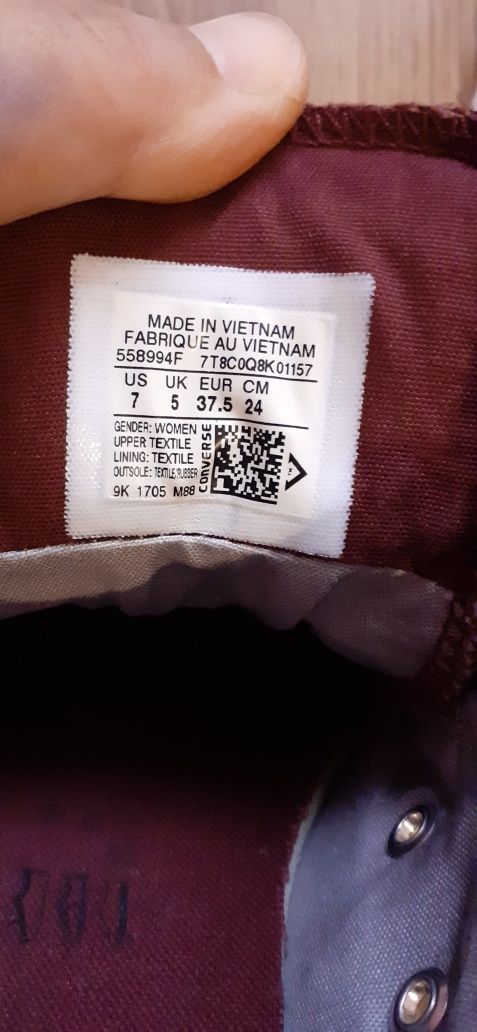 MADE IN VIETNAM
FABRIQUE AU VIETNAM
558994F 7T8C0Q8K01157
US UK EUR CM
7 5 37.5 24
GENDER: WOMEN
UPPER TEXTILE
LINING: TEXTILE
OUTSOLE: TEXTILE/RUBBER
9K 1705 M88
CONVERSE